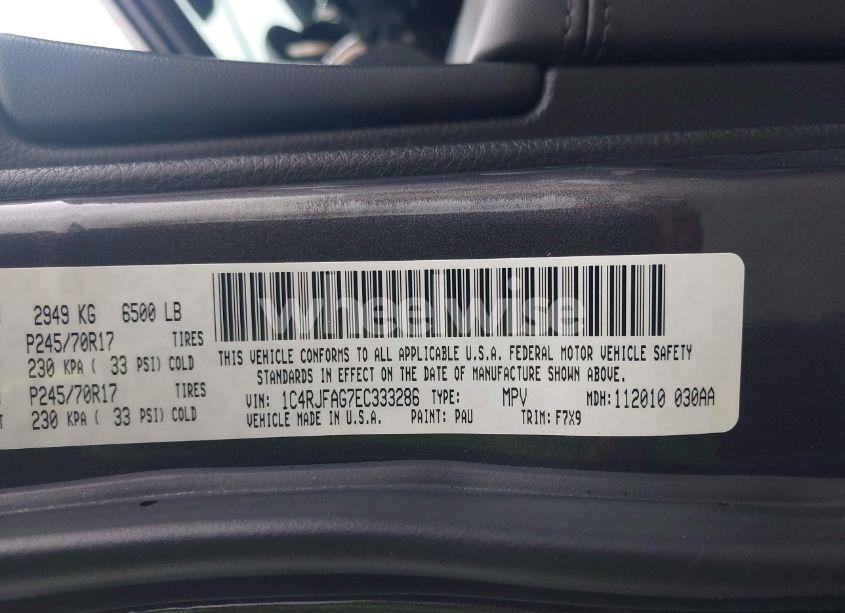 2949 KG 6500 LB
P245/70R17 TIRES
230 KPA ( 33 PSI) COLD
P245/70R17 TIRES
230 KPA ( 33 PSI) COLD
wheelwise
THIS VEHICLE CONFORMS TO ALL APPLICABLE U.S.A. FEDERAL MOTOR VEHICLE SAFETY
STANDARDS IN EFFECT ON THE DATE OF MANUFACTURE SHOWN ABOVE.
VIN: 1C4RJFAG7EC333286 TYPE: MPV MDH:112010 030AA
VEHICLE MADE IN U.S.A. PAINT: PAU TRIM: F7X9